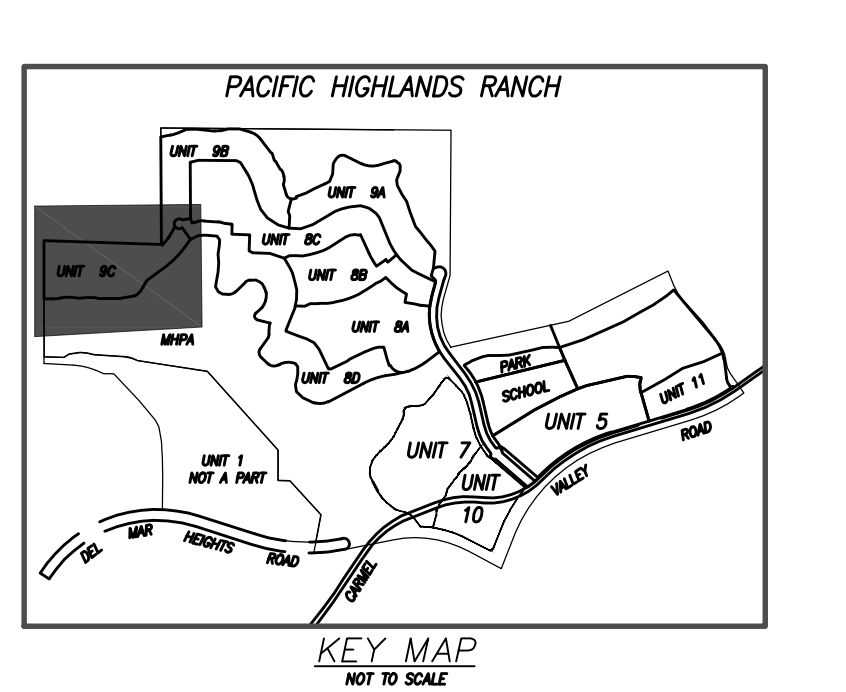 PACIFIC HIGHLANDS RANCH
UNIT 9B
UNIT 9A
UNIT 8C
UNIT 9C
UNIT 8B
UNIT 8A
MHPA
PARK
UNIT 8D
SCHOOL
UNIT 11
UNIT 5
ROAD
UNIT 7
UNIT 1
NOT A PART
UNIT
10
VALLEY
DEL MAR HEIGHTS ROAD
CARMEL
KEY MAP
NOT TO SCALE